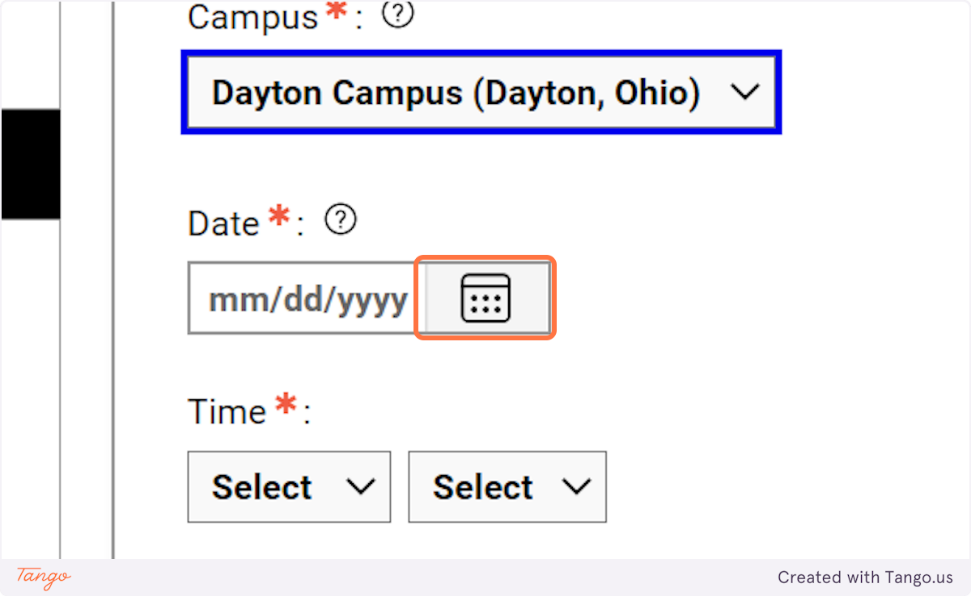 Campus * : ?
Dayton Campus (Dayton, Ohio)
Date * : ?
mm/dd/yyyy
Time * :
Select Select
Tango Created with Tango.us